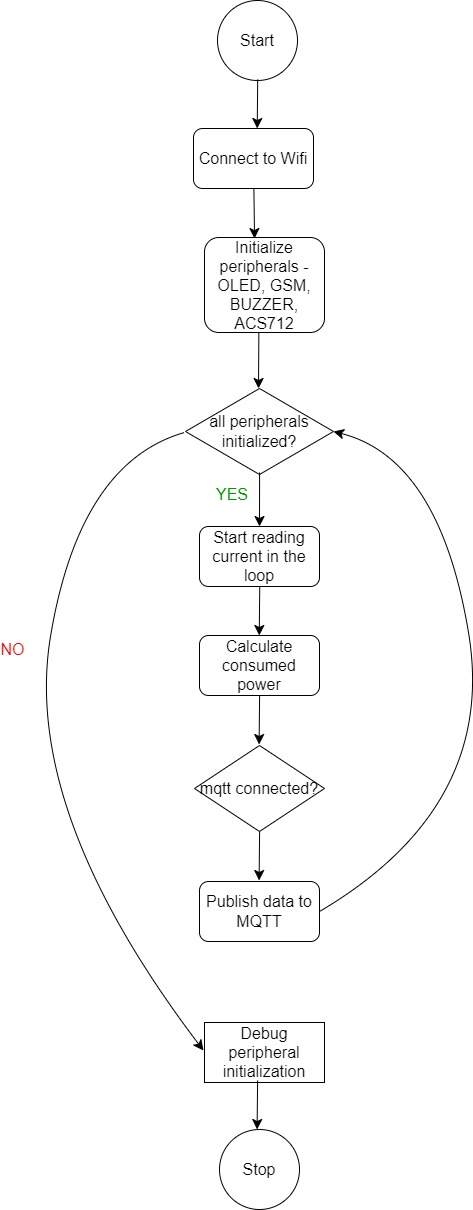 Start
Connect to Wifi
Initialize
peripherals -
OLED, GSM,
BUZZER,
ACS712
all peripherals
initialized?
YES
Start reading
current in the
loop
NO
Calculate
consumed
power
mqtt connected?
Publish data to
MQTT
Debug
peripheral
initialization
Stop